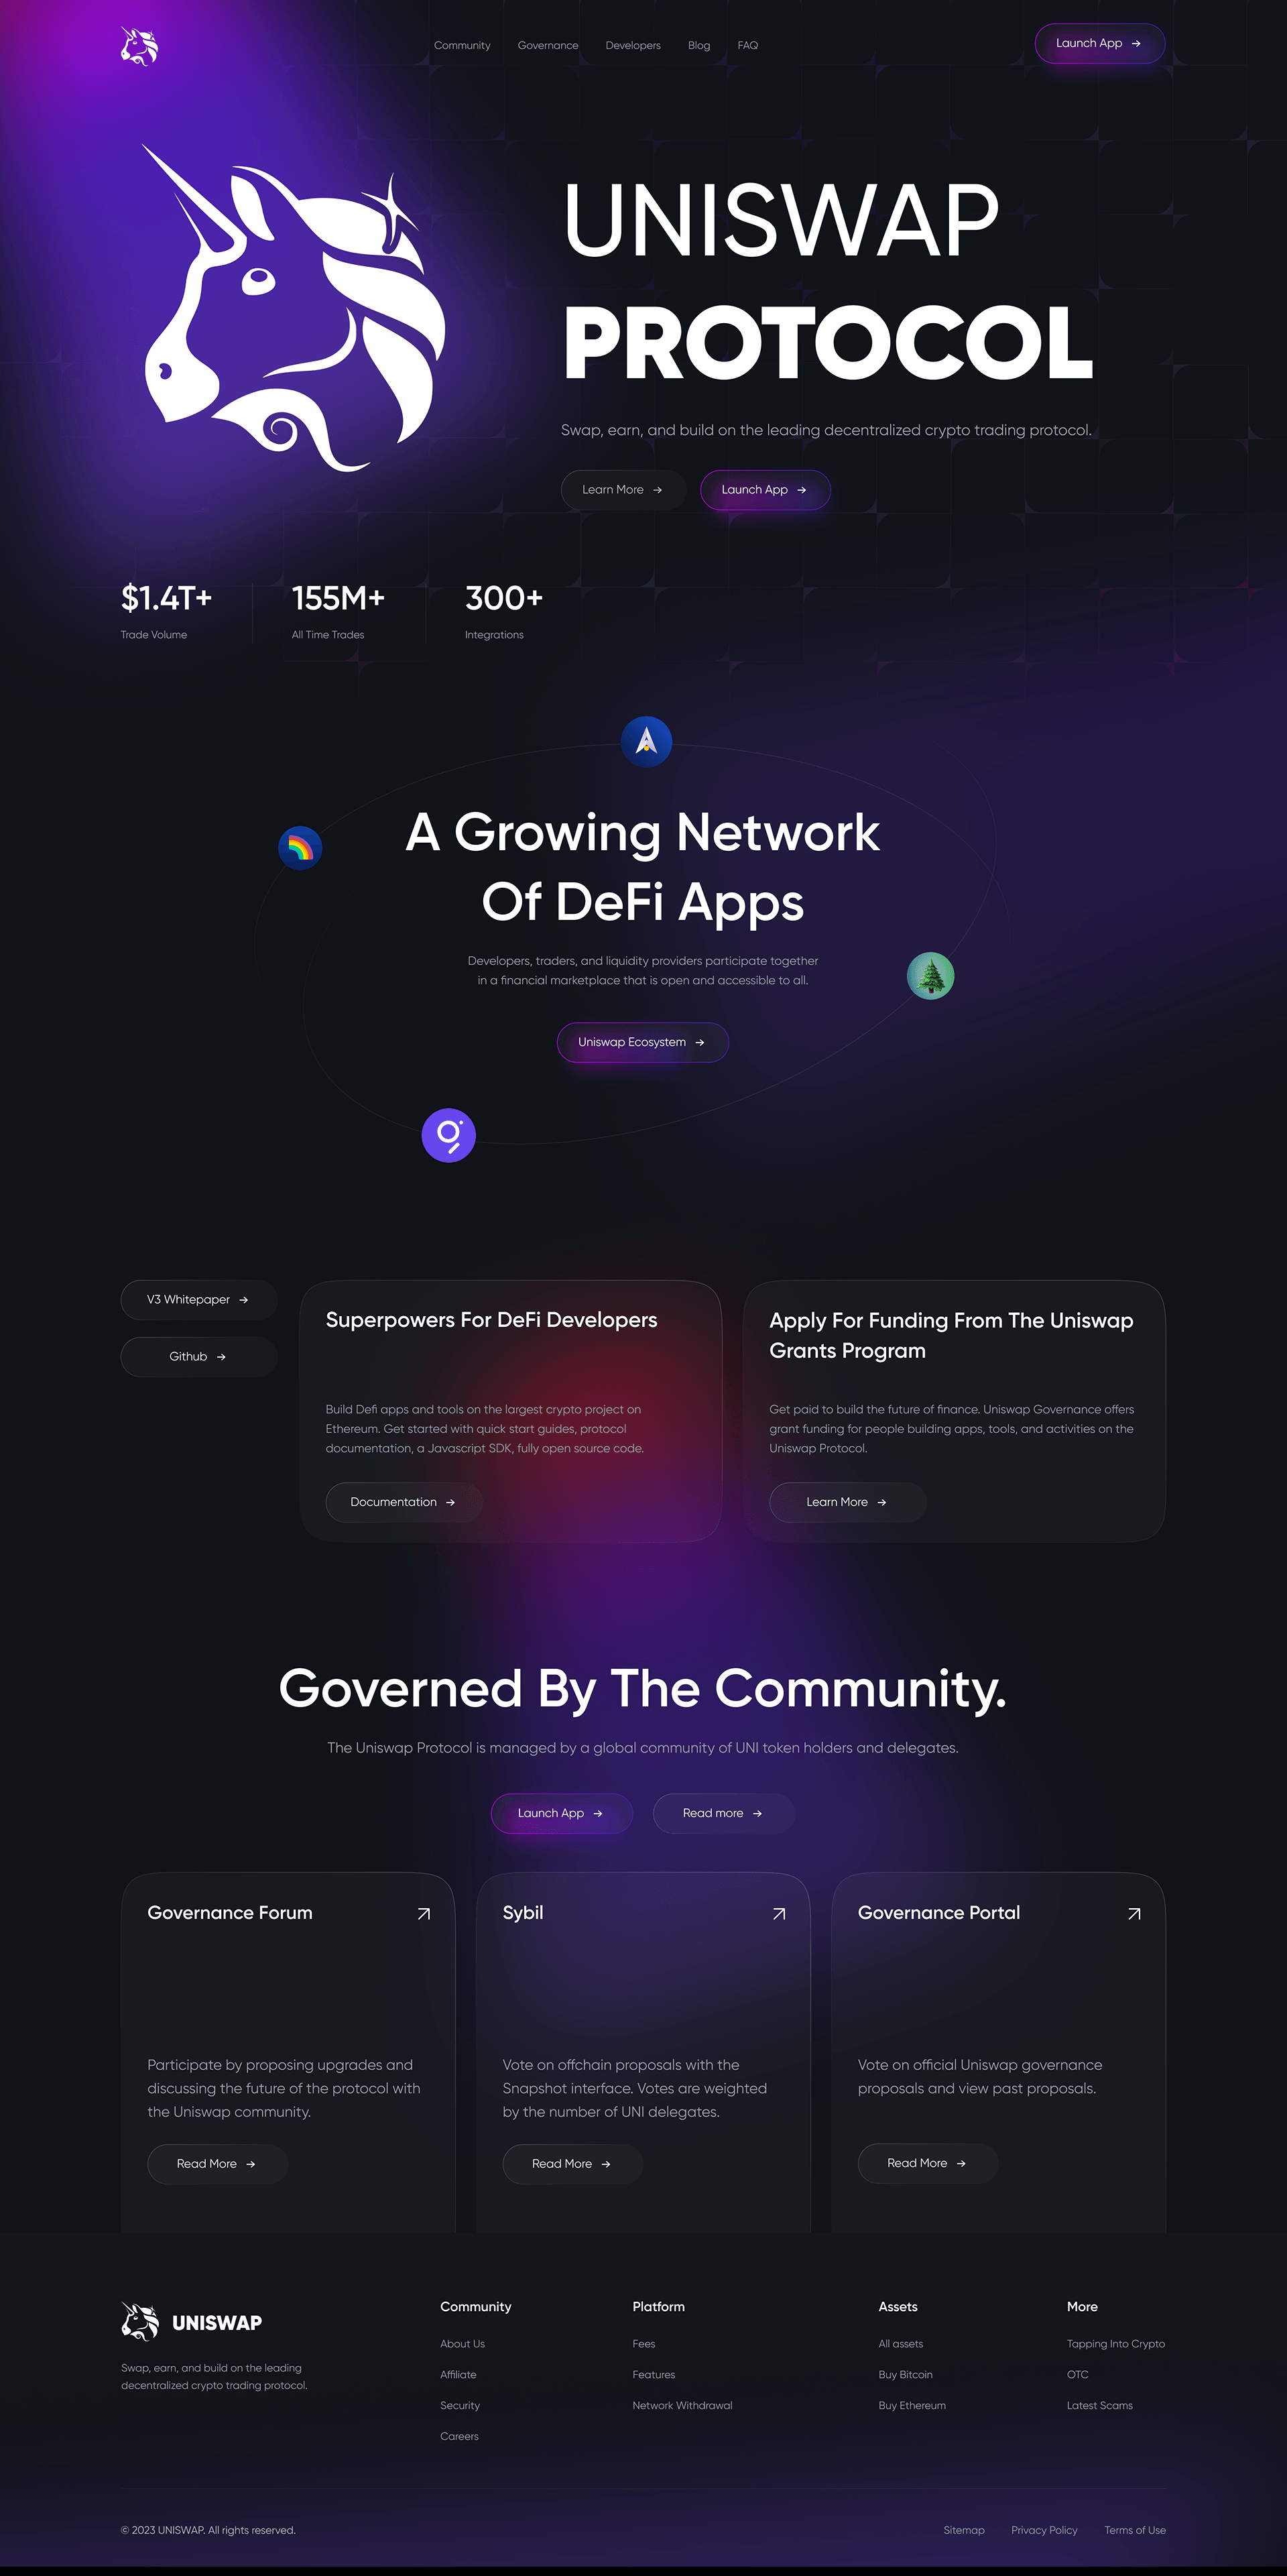 Community Governance Developers Blog FAQ
Launch App
UNISWAP
PROTOCOL
Swap, earn, and build on the leading decentralized crypto trading protocol.
Learn More Launch App
$1.4T+ 155M+ 300+
Trade Volume All Time Trades Integrations
A Growing Network
Of DeFi Apps
Developers, traders, and liquidity providers participate together
in a financial marketplace that is open and accessible to all.
Uniswap Ecosystem
V3 Whitepaper
Github
Superpowers For DeFi Developers
Build Defi apps and tools on the largest crypto project on
Ethereum. Get started with quick start guides, protocol
documentation, a Javascript SDK, fully open source code.
Documentation
Apply For Funding From The Uniswap
Grants Program
Get paid to build the future of finance. Uniswap Governance offers
grant funding for people building apps, tools, and activities on the
Uniswap Protocol.
Learn More
Governed By The Community.
The Uniswap Protocol is managed by a global community of UNI token holders and delegates.
Launch App Read more
Governance Forum
Participate by proposing upgrades and
discussing the future of the protocol with
the Uniswap community.
Read More
Sybil
Vote on offchain proposals with the
Snapshot interface. Votes are weighted
by the number of UNI delegates.
Read More
Governance Portal
Vote on official Uniswap governance
proposals and view past proposals.
Read More
UNISWAP
Swap, earn, and build on the leading
decentralized crypto trading protocol.
Community
About Us
Affiliate
Security
Careers
Platform
Fees
Features
Network Withdrawal
Assets
All assets
Buy Bitcoin
Buy Ethereum
More
Tapping Into Crypto
OTC
Latest Scams
© 2023 UNISWAP. All rights reserved.
Sitemap Privacy Policy Terms of Use